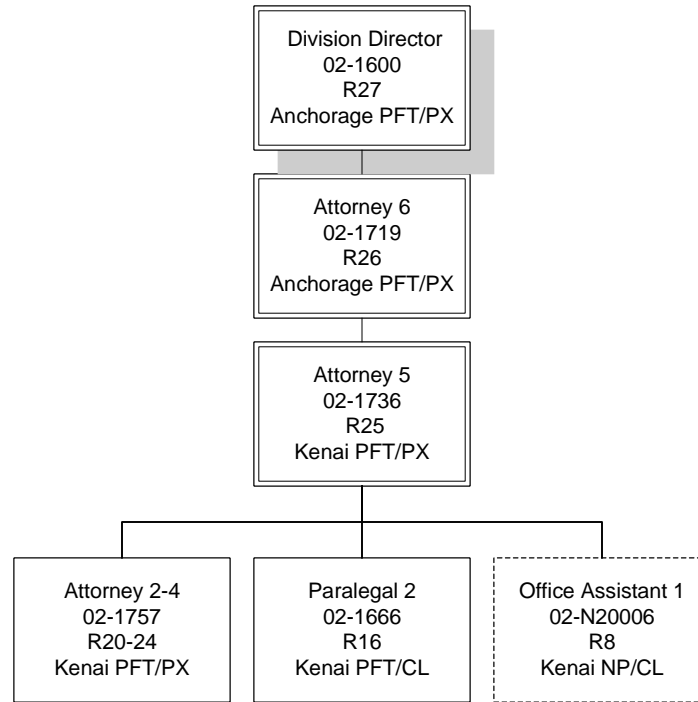 Division Director
02-1600
R27
Anchorage PFT/PX
Attorney 6
02-1719
R26
Anchorage PFT/PX
Attorney 5
02-1736
R25
Kenai PFT/PX
Attorney 2-4
02-1757
R20-24
Kenai PFT/PX
Paralegal 2
02-1666
R16
Kenai PFT/CL
Office Assistant 1
02-N20006
R8
Kenai NP/CL